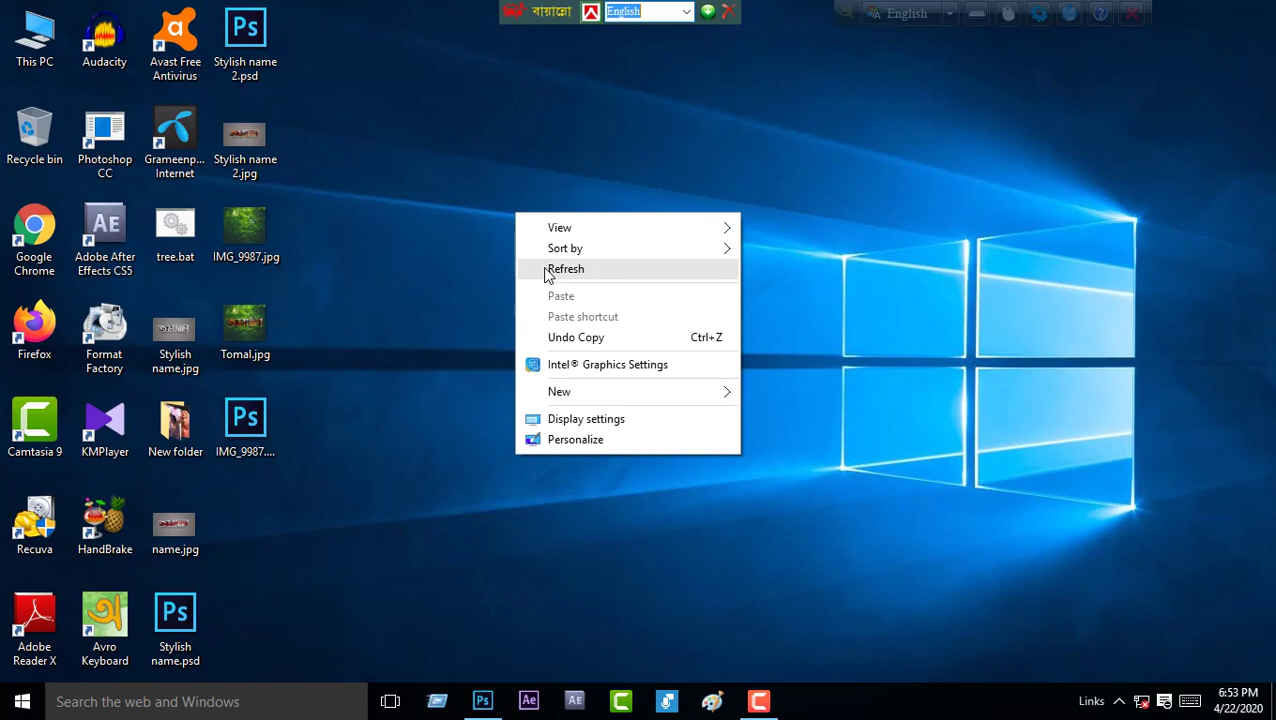 This PC
Audacity
Avast Free
Antivirus
Stylish name
2.psd
Recycle bin
Photoshop
CC
Grameenp...
Internet
Stylish name
2.jpg
Google
Chrome
Adobe After
Effects CS5
tree.bat
IMG_9987.jpg
Firefox
Format
Factory
Stylish
name.jpg
Tomal.jpg
Camtasia 9
KMPlayer
New folder
IMG_9987....
Recuva
HandBrake
name.jpg
Adobe
Reader X
Avro
Keyboard
Stylish
name.psd
বায়ান্নো
English
English
View
Sort by
Refresh
Paste
Paste shortcut
Undo Copy Ctrl+Z
Intel® Graphics Settings
New
Display settings
Personalize
Search the web and Windows
Links
6:53 PM
4/22/2020